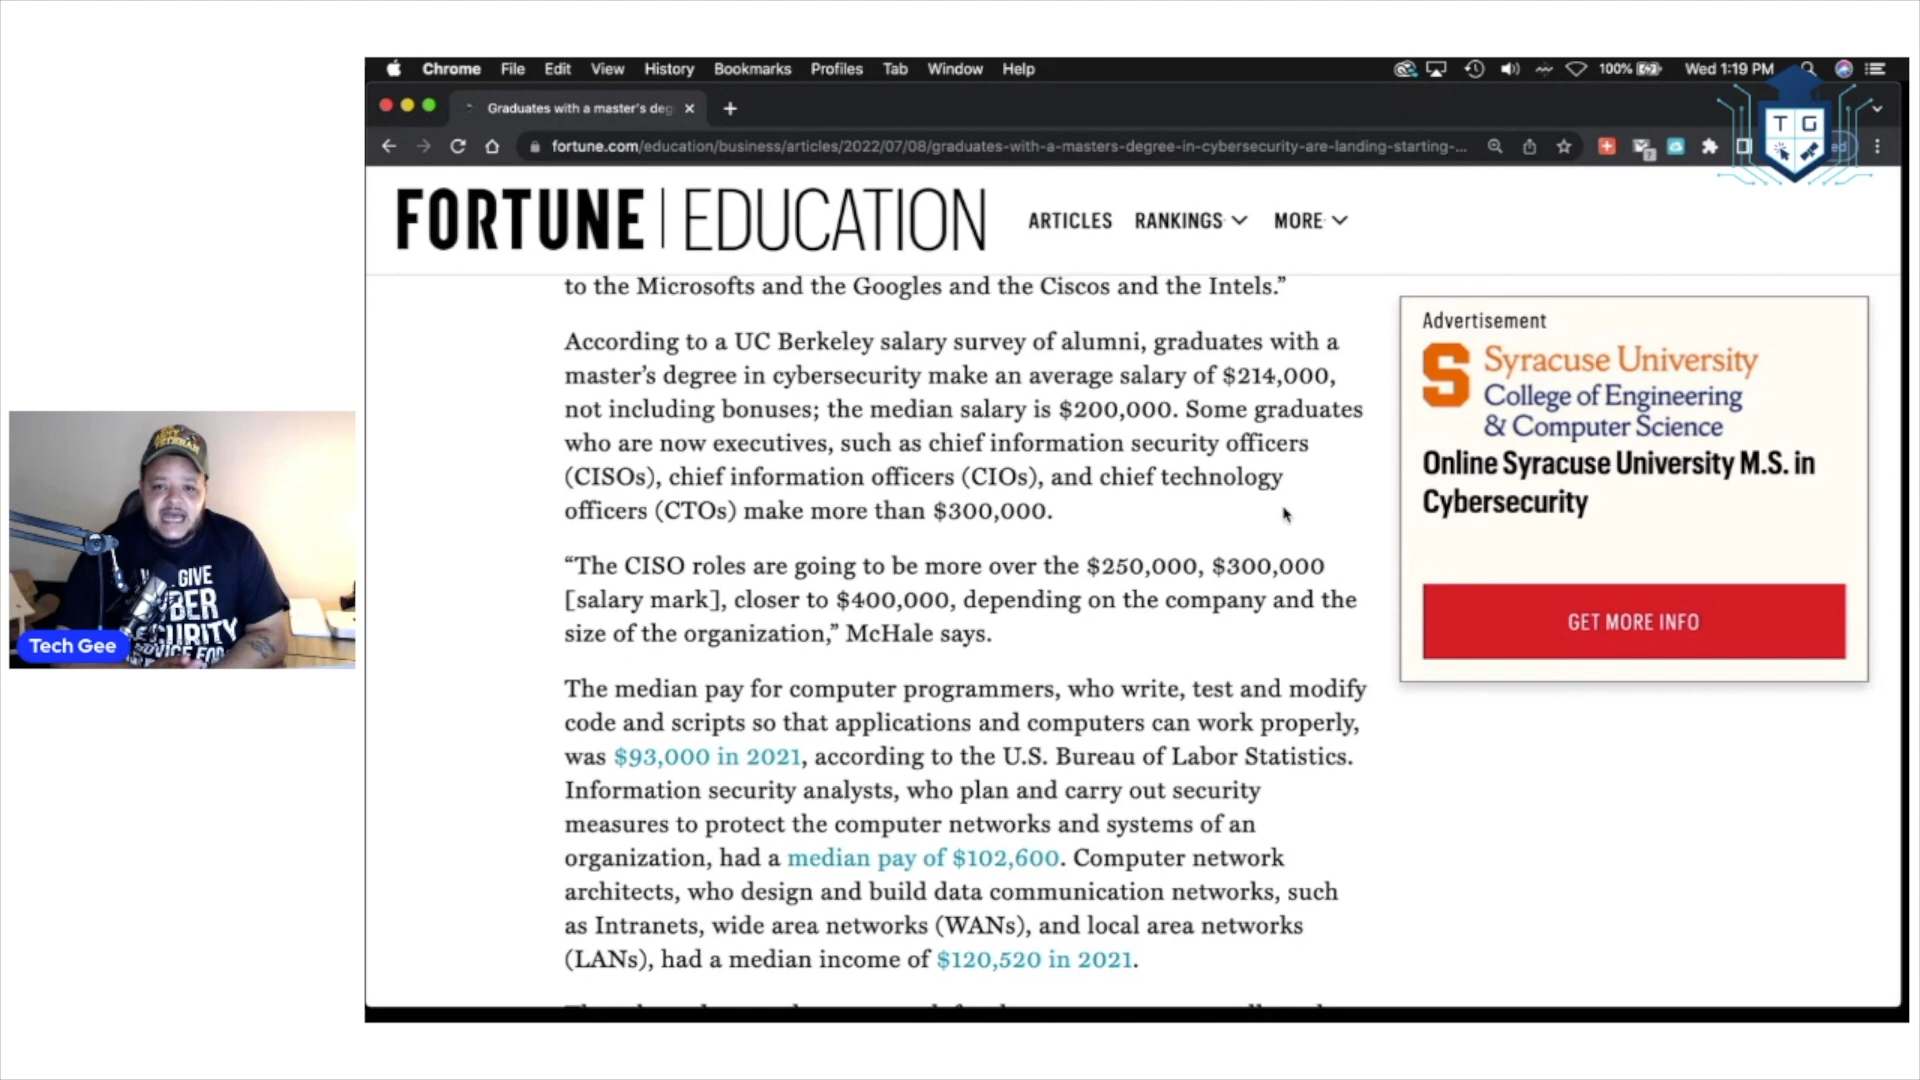 Chrome File Edit View History Bookmarks Profiles Tab Window Help
100% Wed 1:19 PM
Graduates with a master's deg
fortune.com/education/business/articles/2022/07/08/graduates-with-a-masters-degree-in-cybersecurity-are-landing-starting-...
T G
FORTUNE | EDUCATION
ARTICLES RANKINGS MORE
to the Microsofts and the Googles and the Ciscos and the Intels.”
According to a UC Berkeley salary survey of alumni, graduates with a
master’s degree in cybersecurity make an average salary of $214,000,
not including bonuses; the median salary is $200,000. Some graduates
who are now executives, such as chief information security officers
(CISOs), chief information officers (CIOs), and chief technology
officers (CTOs) make more than $300,000.
“The CISO roles are going to be more over the $250,000, $300,000
[salary mark], closer to $400,000, depending on the company and the
size of the organization,” McHale says.
The median pay for computer programmers, who write, test and modify
code and scripts so that applications and computers can work properly,
was $93,000 in 2021, according to the U.S. Bureau of Labor Statistics.
Information security analysts, who plan and carry out security
measures to protect the computer networks and systems of an
organization, had a median pay of $102,600. Computer network
architects, who design and build data communication networks, such
as Intranets, wide area networks (WANs), and local area networks
(LANs), had a median income of $120,520 in 2021.
Advertisement
S Syracuse University
College of Engineering
& Computer Science
Online Syracuse University M.S. in
Cybersecurity
GET MORE INFO
VETERAN
GIVE
Tech Gee